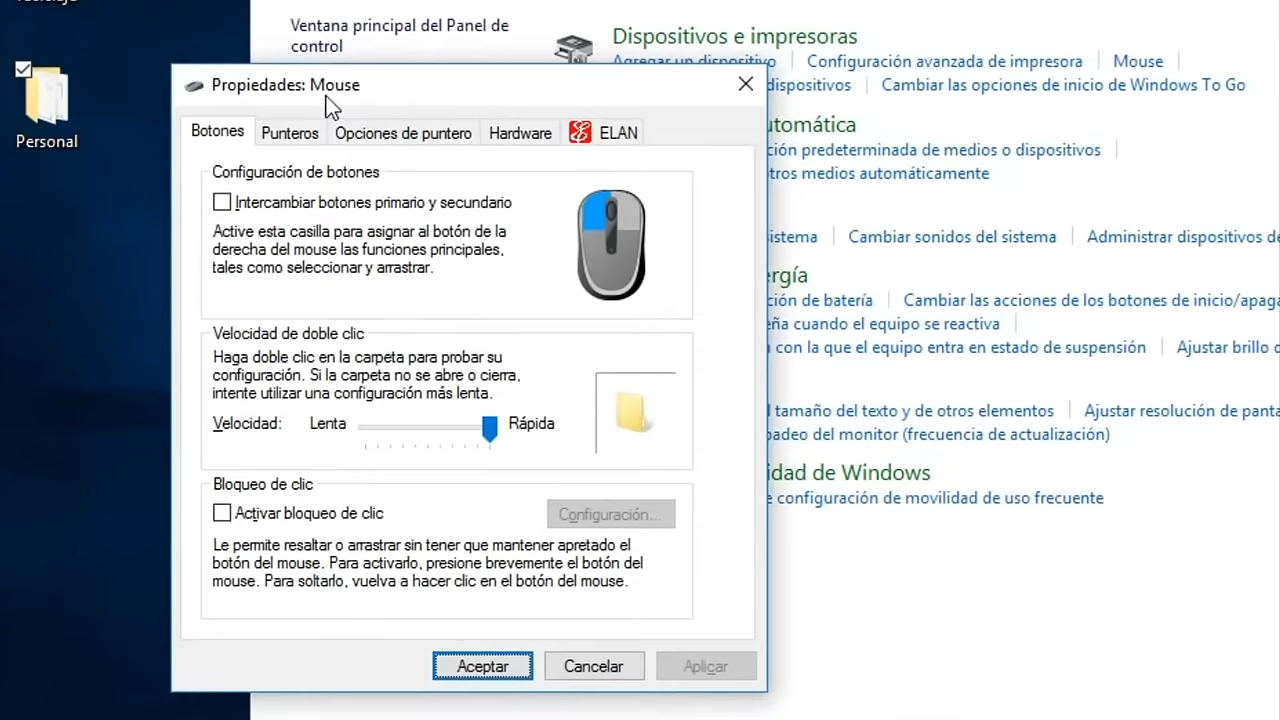 Personal
Ventana principal del Panel de
control
Dispositivos e impresoras
Agregar un dispositivo
Configuración avanzada de impresora
Mouse
dispositivos
Cambiar las opciones de inicio de Windows To Go
predeterminada de medios o dispositivos
otros medios automáticamente
Cambiar sonidos del sistema
Administrar dispositivos de
de batería
Cambiar las acciones de los botones de inicio/apaga
cuando el equipo se reactiva
con la que el equipo entra en estado de suspensión
Ajustar brillo
tamaño del texto y de otros elementos
Ajustar resolución de panta
del monitor (frecuencia de actualización)
de Windows
configuración de movilidad de uso frecuente
Propiedades: Mouse
Botones
Punteros
Opciones de puntero
Hardware
ELAN
Configuración de botones
Intercambiar botones primario y secundario
Active esta casilla para asignar al botón de la
derecha del mouse las funciones principales,
tales como seleccionar y arrastrar.
Velocidad de doble clic
Haga doble clic en la carpeta para probar su
configuración. Si la carpeta no se abre o cierra,
intente utilizar una configuración más lenta.
Velocidad:
Lenta
Rápida
Bloqueo de clic
Activar bloqueo de clic
Configuración...
Le permite resaltar o arrastrar sin tener que mantener apretado el
botón del mouse. Para activarlo, presione brevemente el botón del
mouse. Para soltarlo, vuelva a hacer clic en el botón del mouse.
Aceptar
Cancelar
Aplicar